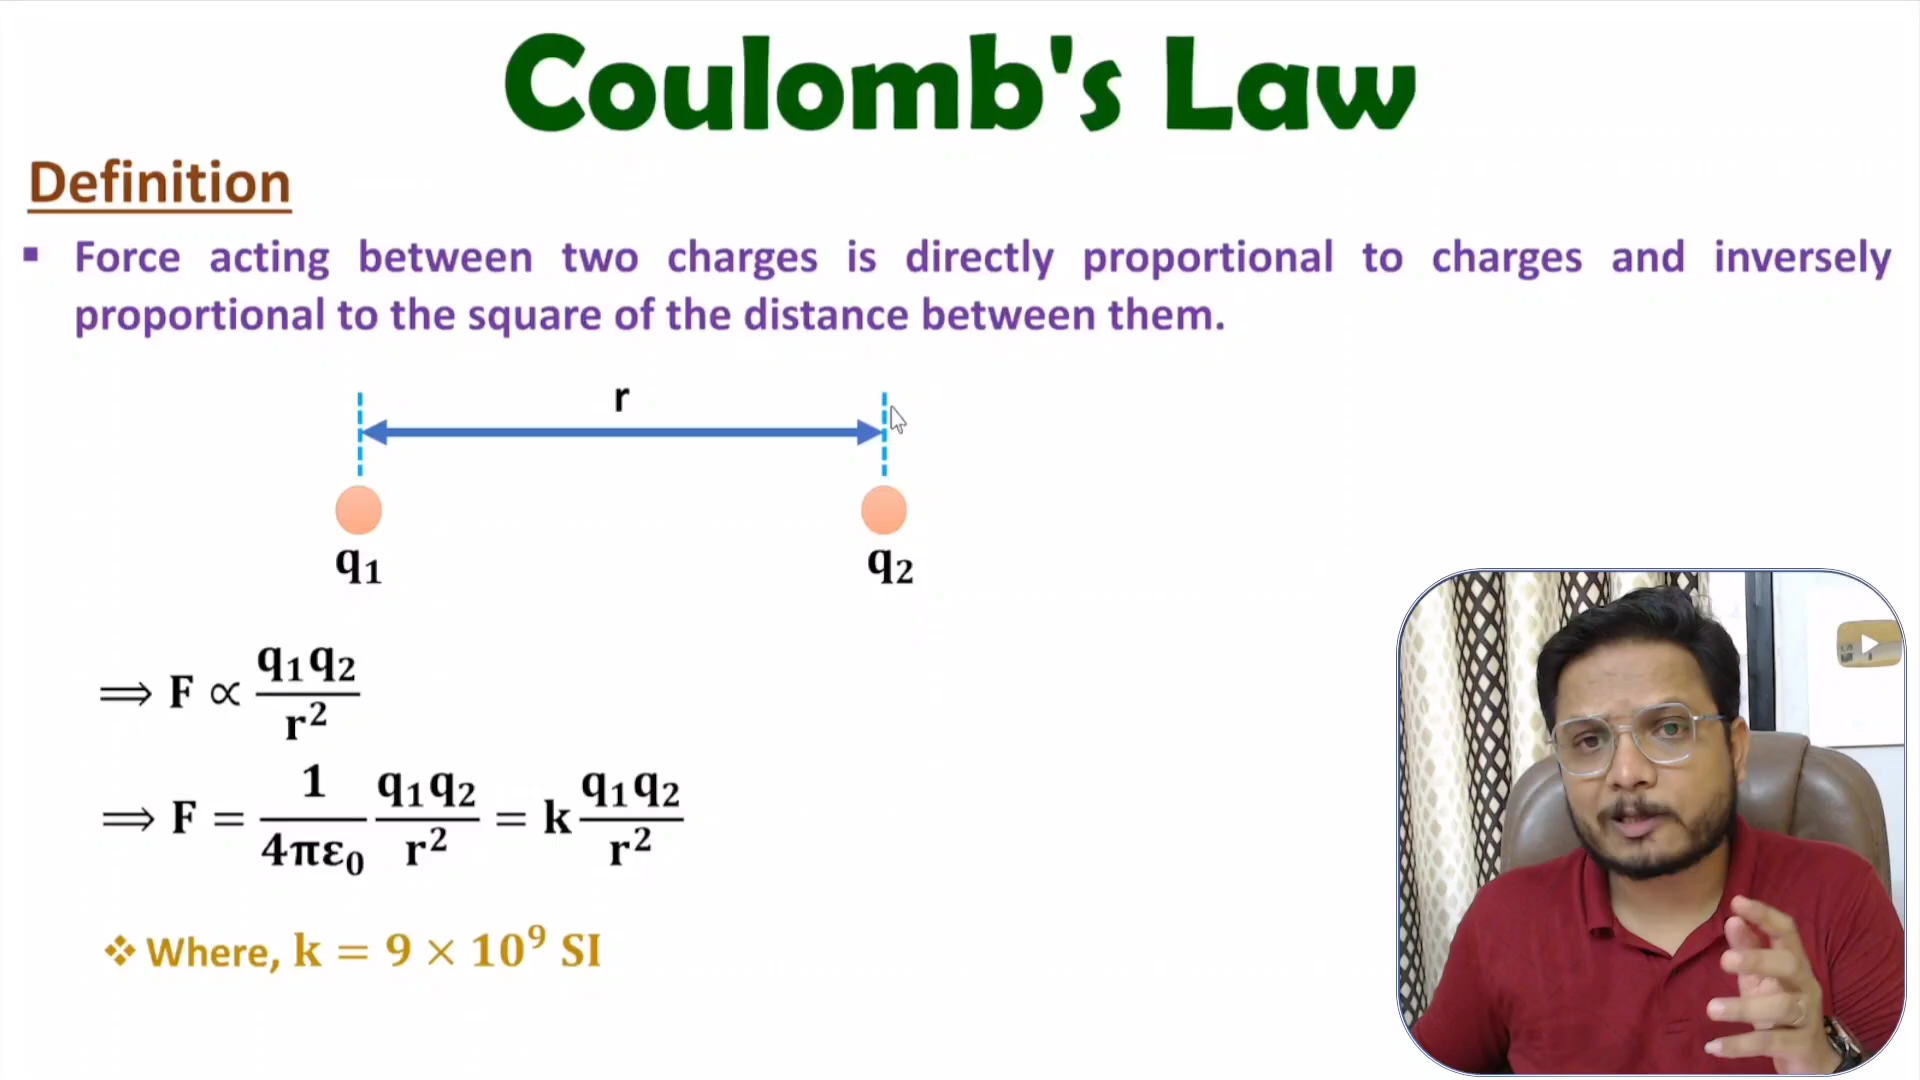 Coulomb's Law
Definition
▪ Force acting between two charges is directly proportional to charges and inversely
proportional to the square of the distance between them.
r
q₁ q₂
⟹ F ∝ q₁q₂/r²
⟹ F = 1/4πε₀ q₁q₂/r² = k q₁q₂/r²
❖ Where, k = 9 × 10⁹ SI